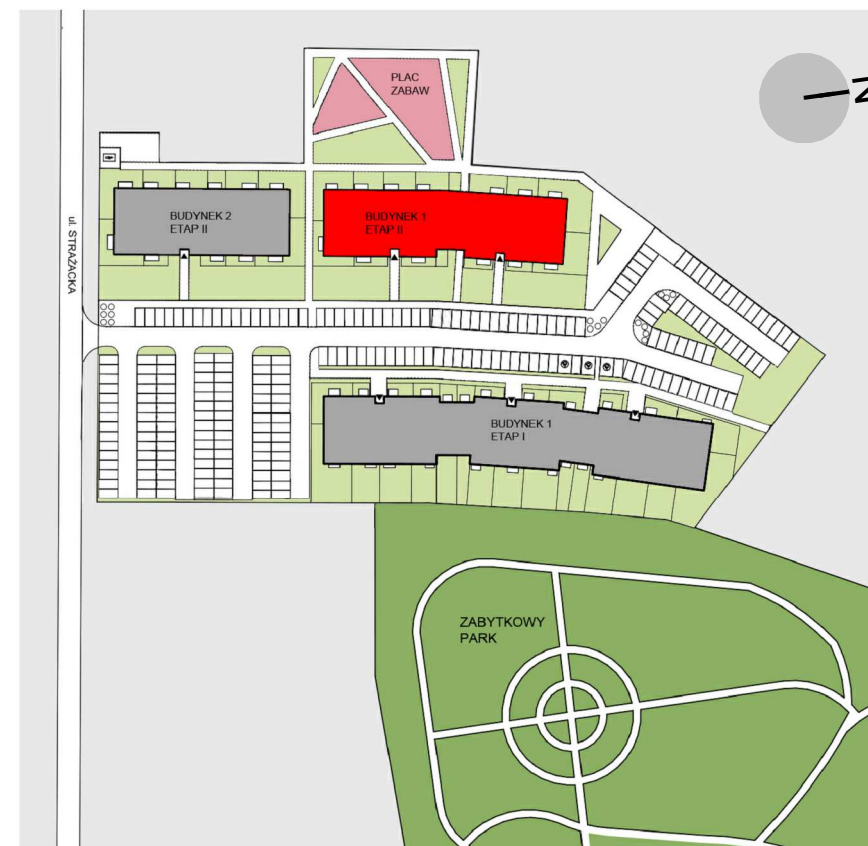 PLAC
ZABAW
N
BUDYNEK 2
ETAP II
BUDYNEK 1
ETAP II
ul. STRAŻACKA
BUDYNEK 1
ETAP I
ZABYTKOWY
PARK